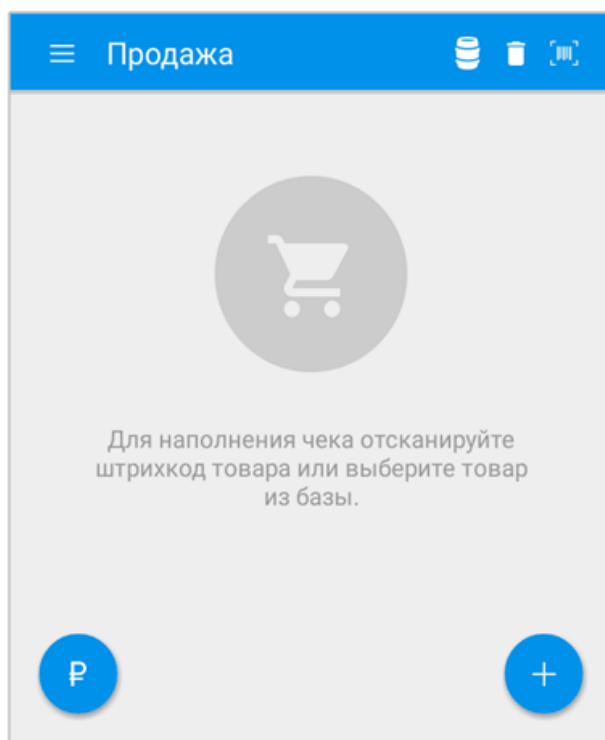 Продажа
Для наполнения чека отсканируйте
штрихкод товара или выберите товар
из базы.
₽